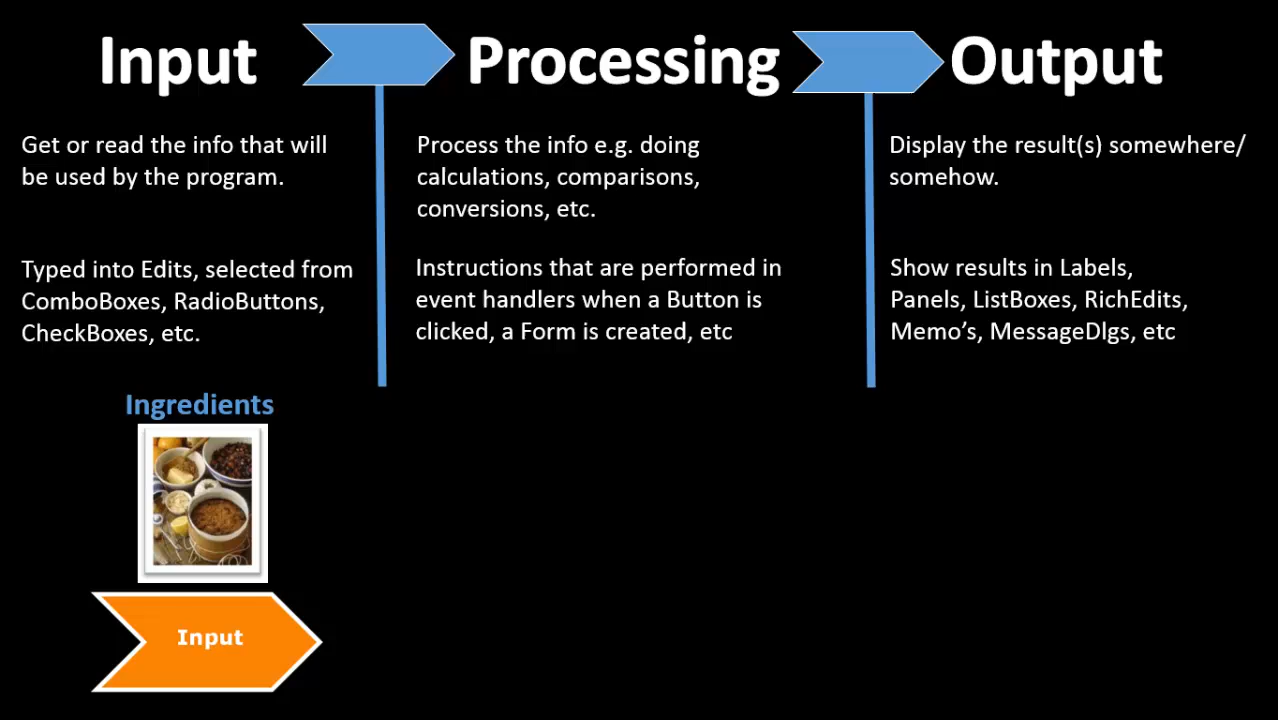 Input
Processing
Output
Get or read the info that will
be used by the program.
Process the info e.g. doing
calculations, comparisons,
conversions, etc.
Display the result(s) somewhere/
somehow.
Typed into Edits, selected from
ComboBoxes, RadioButtons,
CheckBoxes, etc.
Instructions that are performed in
event handlers when a Button is
clicked, a Form is created, etc
Show results in Labels,
Panels, ListBoxes, RichEdits,
Memo’s, MessageDlgs, etc
Ingredients
Input